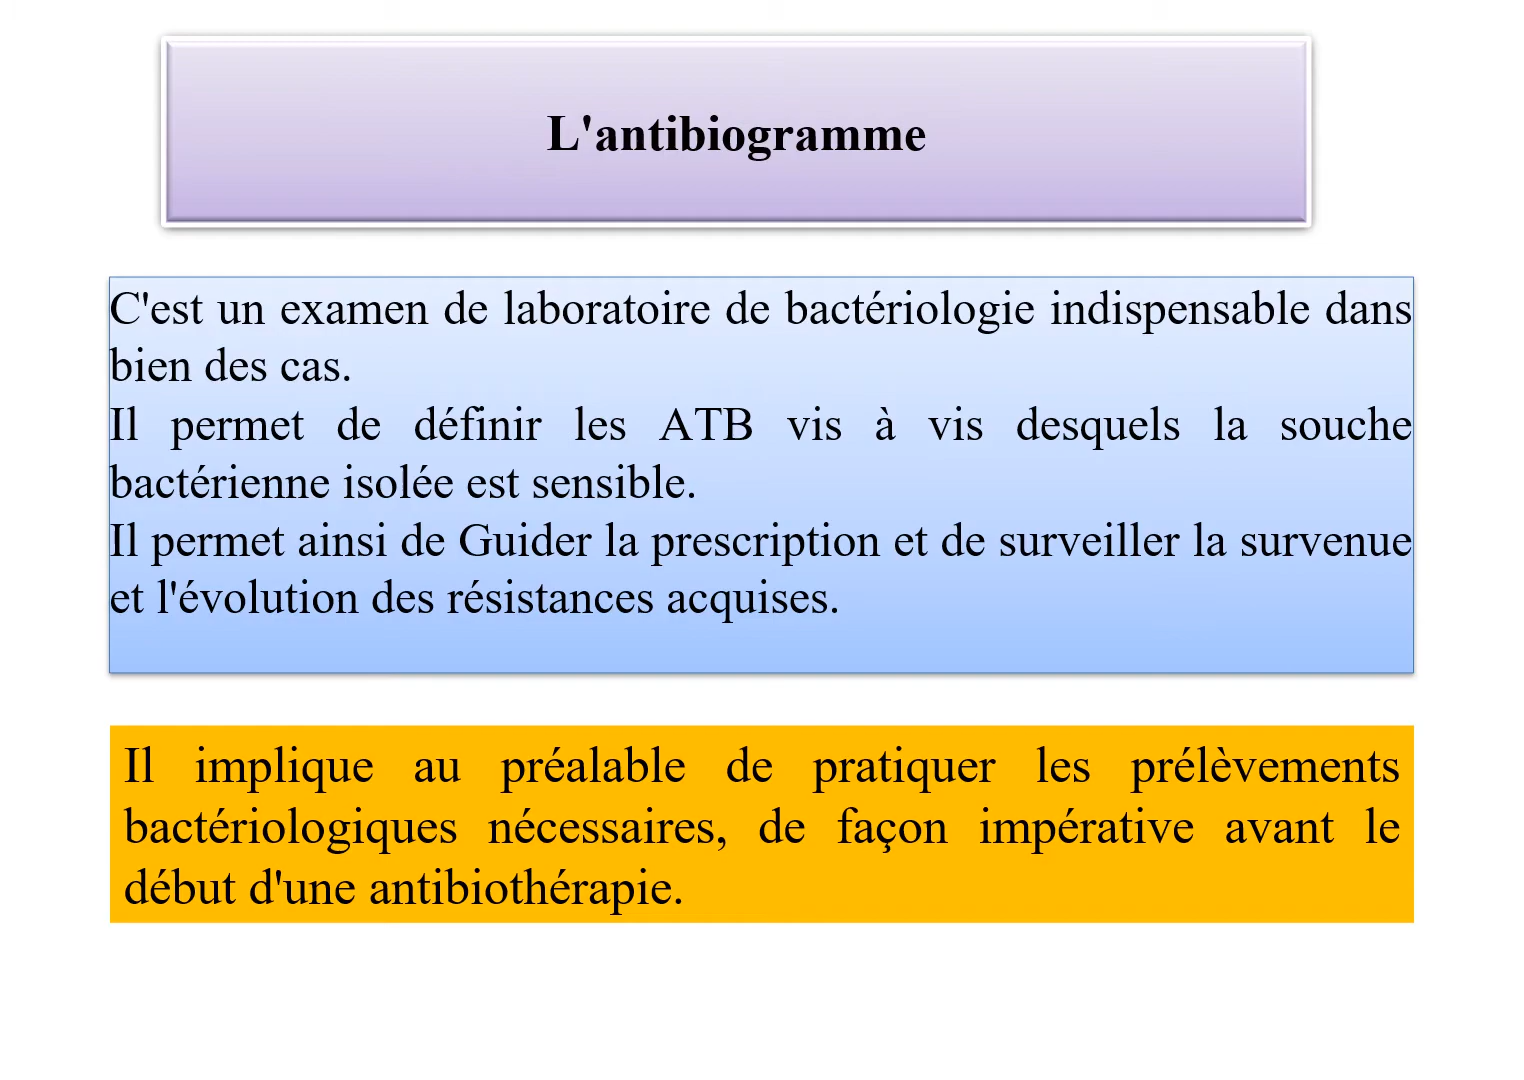 L'antibiogramme
C'est un examen de laboratoire de bactériologie indispensable dans
bien des cas.
Il permet de définir les ATB vis à vis desquels la souche
bactérienne isolée est sensible.
Il permet ainsi de Guider la prescription et de surveiller la survenue
et l'évolution des résistances acquises.
Il implique au préalable de pratiquer les prélèvements
bactériologiques nécessaires, de façon impérative avant le
début d'une antibiothérapie.